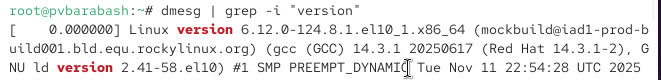 root@pvbarabash:~# dmesg | grep -i "version"
[    0.000000] Linux version 6.12.0-124.8.1.el10_1.x86_64 (mockbuild@iad1-prod-b
uild001.bld.equ.rockylinux.org) (gcc (GCC) 14.3.1 20250617 (Red Hat 14.3.1-2), G
NU ld version 2.41-58.el10) #1 SMP PREEMPT_DYNAMIC Tue Nov 11 22:54:28 UTC 2025